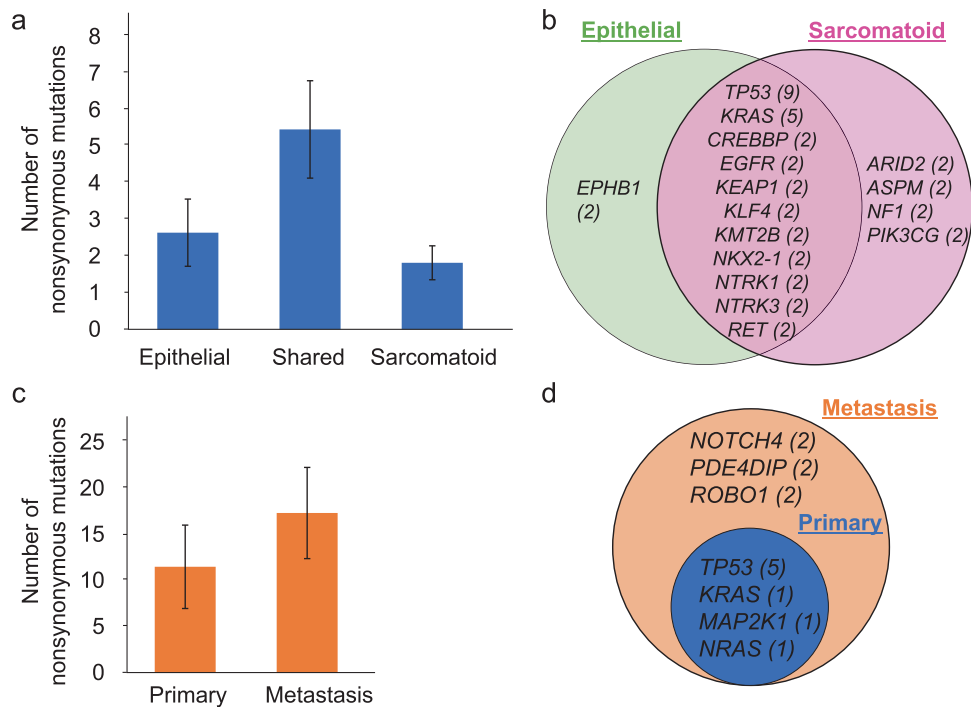 a
Number of
nonsynonymous mutations
8
7
6
5
4
3
2
1
0
Epithelial
Shared
Sarcomatoid
b
Epithelial
Sarcomatoid
EPHB1
(2)
TP53 (9)
KRAS (5)
CREBBP (2)
EGFR (2)
KEAP1 (2)
KLF4 (2)
KMT2B (2)
NKX2-1 (2)
NTRK1 (2)
NTRK3 (2)
RET (2)
ARID2 (2)
ASPM (2)
NF1 (2)
PIK3CG (2)
c
Number of
nonsynonymous mutations
25
20
15
10
5
0
Primary
Metastasis
d
Metastasis
NOTCH4 (2)
PDE4DIP (2)
ROBO1 (2)
Primary
TP53 (5)
KRAS (1)
MAP2K1 (1)
NRAS (1)